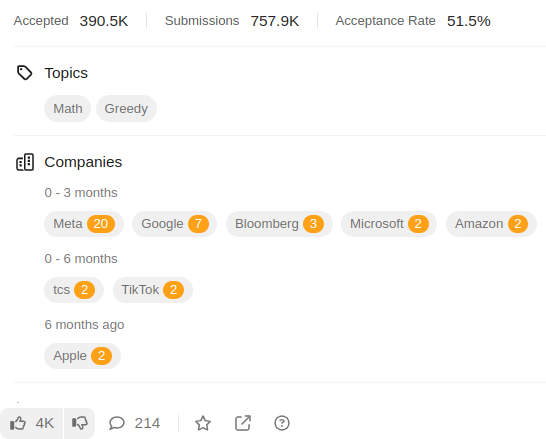 Accepted 390.5K Submissions 757.9K Acceptance Rate 51.5%
Topics
Math Greedy
Companies
0 - 3 months
Meta 20 Google 7 Bloomberg 3 Microsoft 2 Amazon 2
0 - 6 months
tcs 2 TikTok 2
6 months ago
Apple 2
4K 214